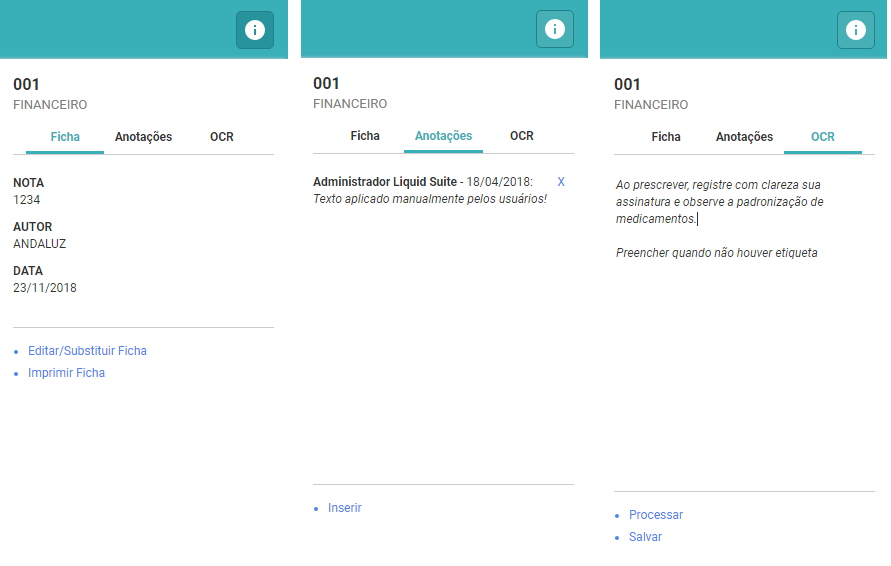 001
FINANCEIRO
Ficha Anotações OCR
NOTA
1234
AUTOR
ANDALUZ
DATA
23/11/2018
Editar/Substituir Ficha
Imprimir Ficha
001
FINANCEIRO
Ficha Anotações OCR
Administrador Liquid Suite - 18/04/2018: X
Texto aplicado manualmente pelos usuários!
Inserir
001
FINANCEIRO
Ficha Anotações OCR
Ao prescrever, registre com clareza sua
assinatura e observe a padronização de
medicamentos.
Preencher quando não houver etiqueta
Processar
Salvar